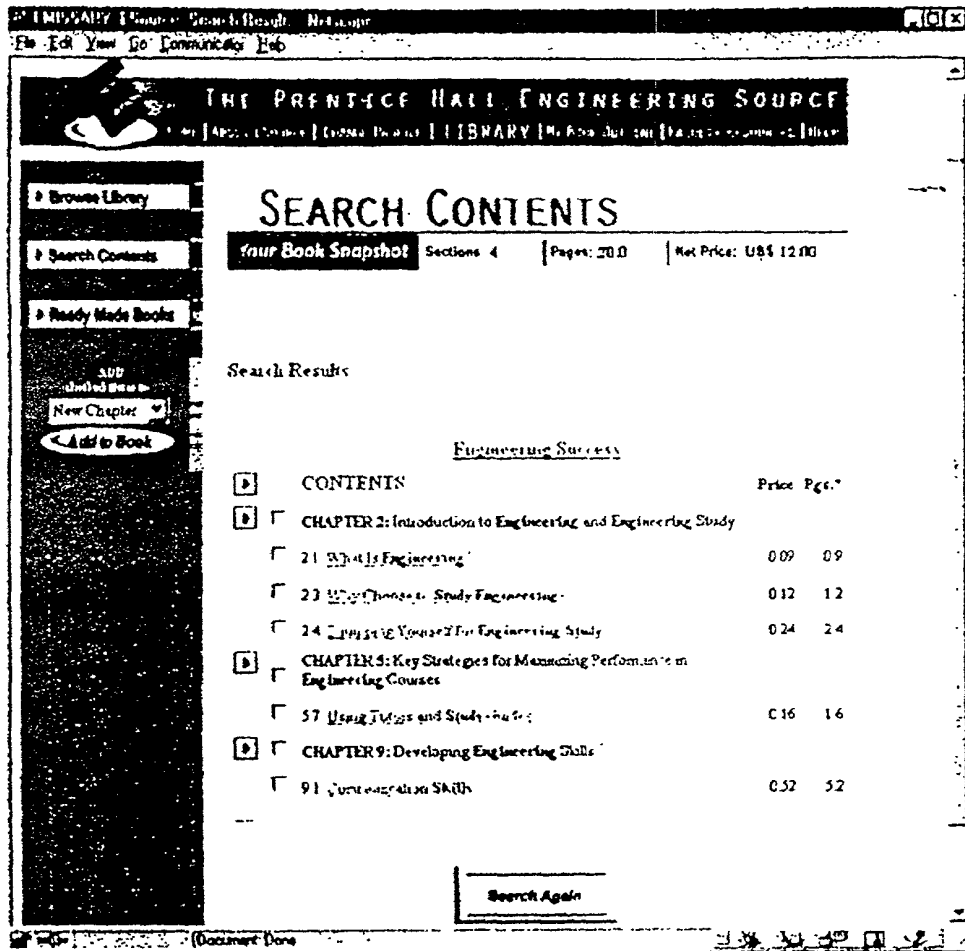 Search Result Netscape
File Edit View Go Communicator Help
THE PRENTICE HALL ENGINEERING SOURCE
LIBRARY
Browse Library
Search Contents
Ready Made Books
New Chapter
Add to Book
SEARCH CONTENTS
Your Book Snapshot Sections 4 Pages: 20.0 Net Price: US$ 12.00
Search Results
Engineering Success
CONTENTS Price Pgs.*
CHAPTER 2: Introduction to Engineering and Engineering Study
2.1 What Is Engineering? 0.09 0.9
2.3 Why Choose to Study Engineering 0.12 1.2
2.4 Yourself for Engineering Study 0.24 2.4
CHAPTER 5: Key Strategies for Maximizing Performance in
Engineering Courses
5.7 Using Tutors and 0.16 1.6
CHAPTER 9: Developing Engineering Skills
9.1 Communication Skills 0.52 5.2
Search Again
Document Done